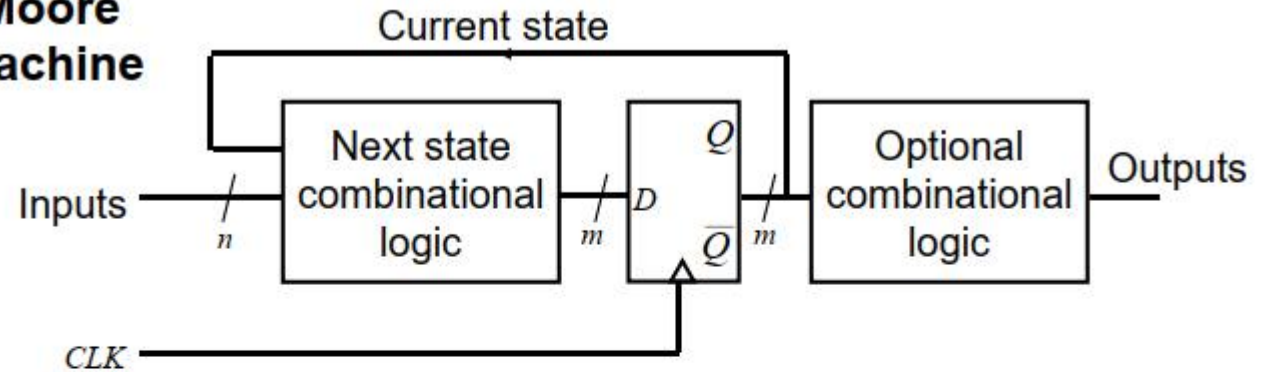 Moore
achine
Current state
Next state
combinational
logic
Q
D
Q̅
Optional
combinational
logic
Inputs
Outputs
n
m
m
CLK